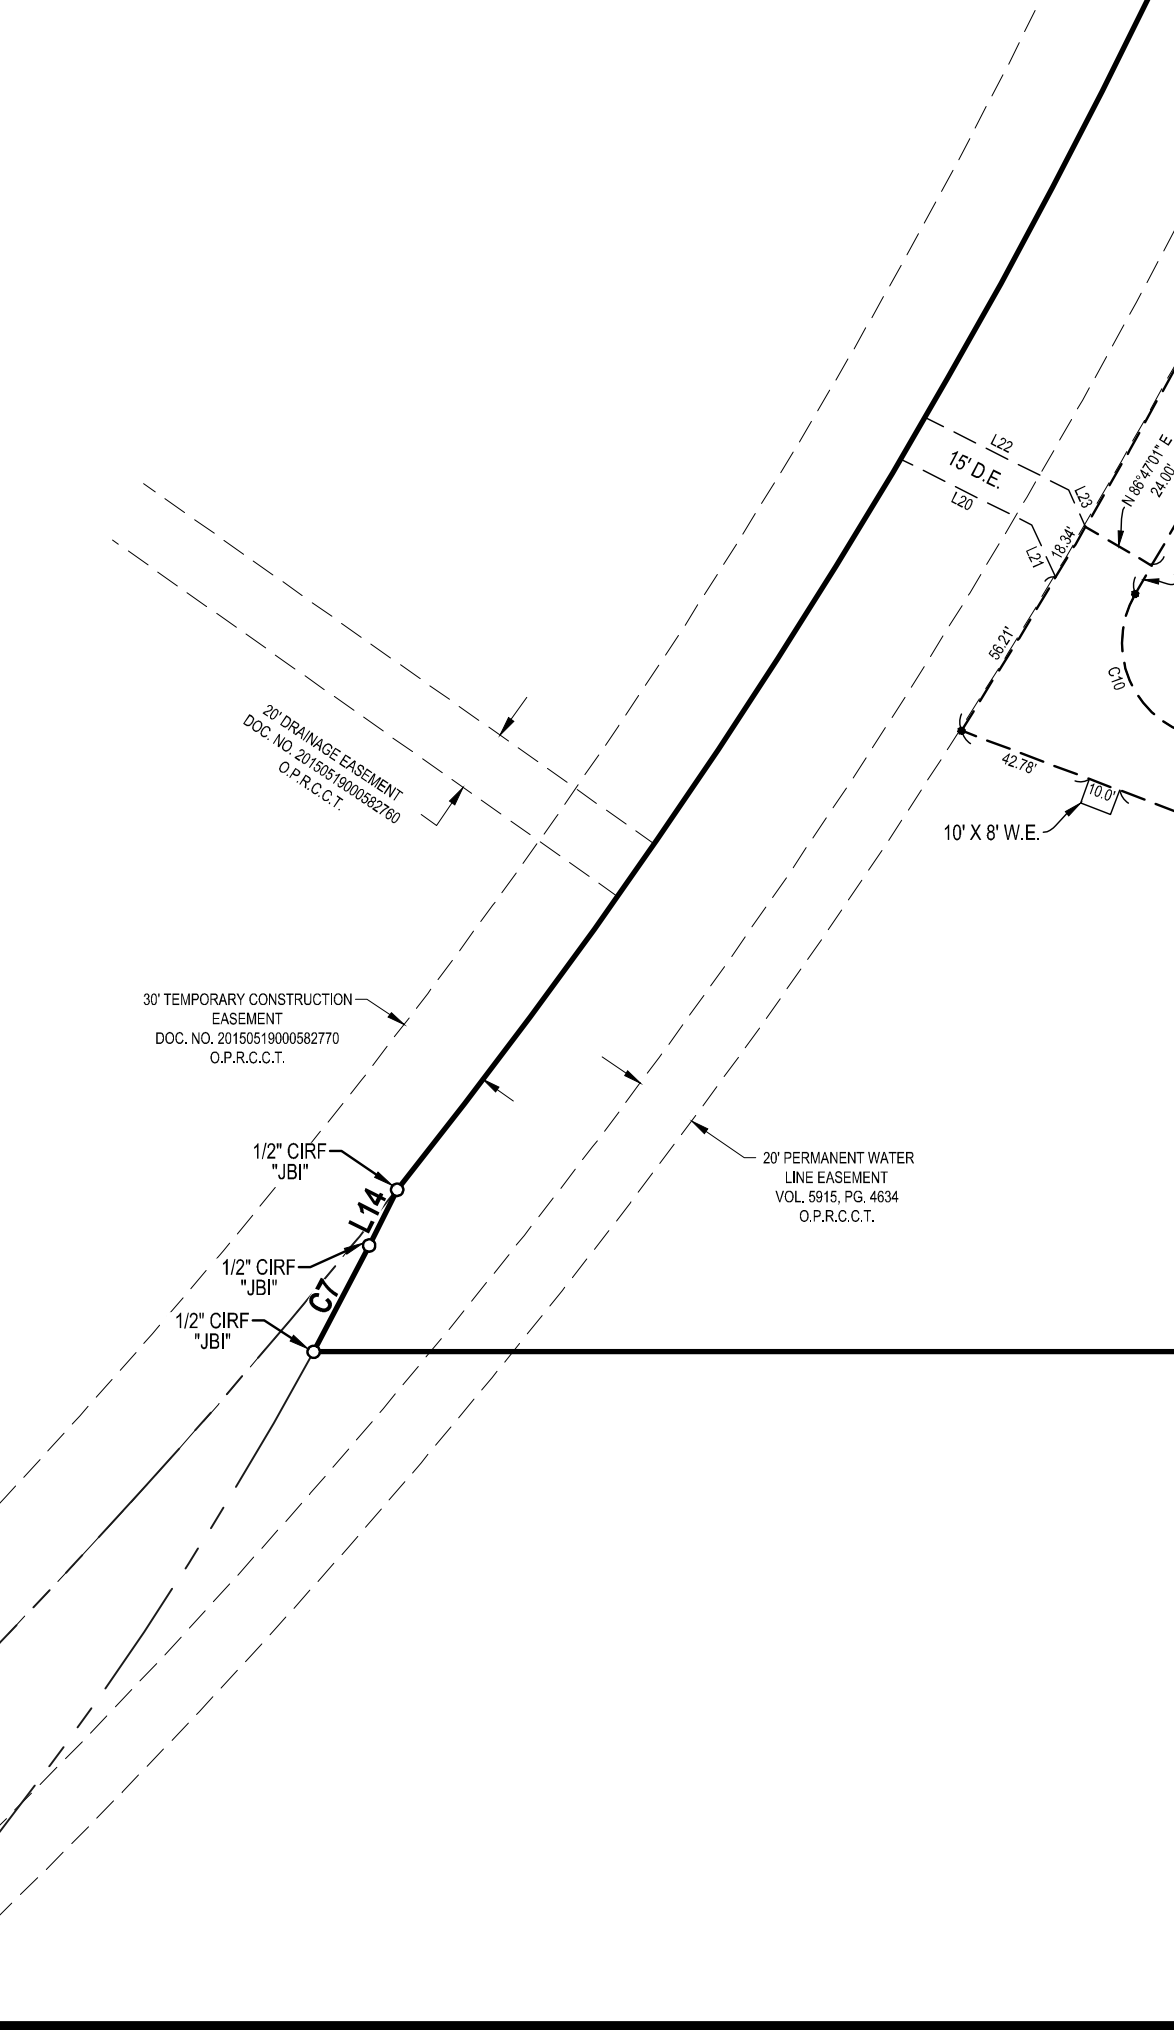 L22
15' D.E.
L20
L23
L21
18.34'
N 86°47'01" E
24.00'
56.21'
C10
42.78'
10.0'
10' X 8' W.E.
20' DRAINAGE EASEMENT
DOC. NO. 20150519000582760
O.P.R.C.C.T.
30' TEMPORARY CONSTRUCTION
EASEMENT
DOC. NO. 20150519000582770
O.P.R.C.C.T.
1/2" CIRF
"JBI"
L14
20' PERMANENT WATER
LINE EASEMENT
VOL. 5915, PG. 4634
O.P.R.C.C.T.
1/2" CIRF
"JBI"
C7
1/2" CIRF
"JBI"